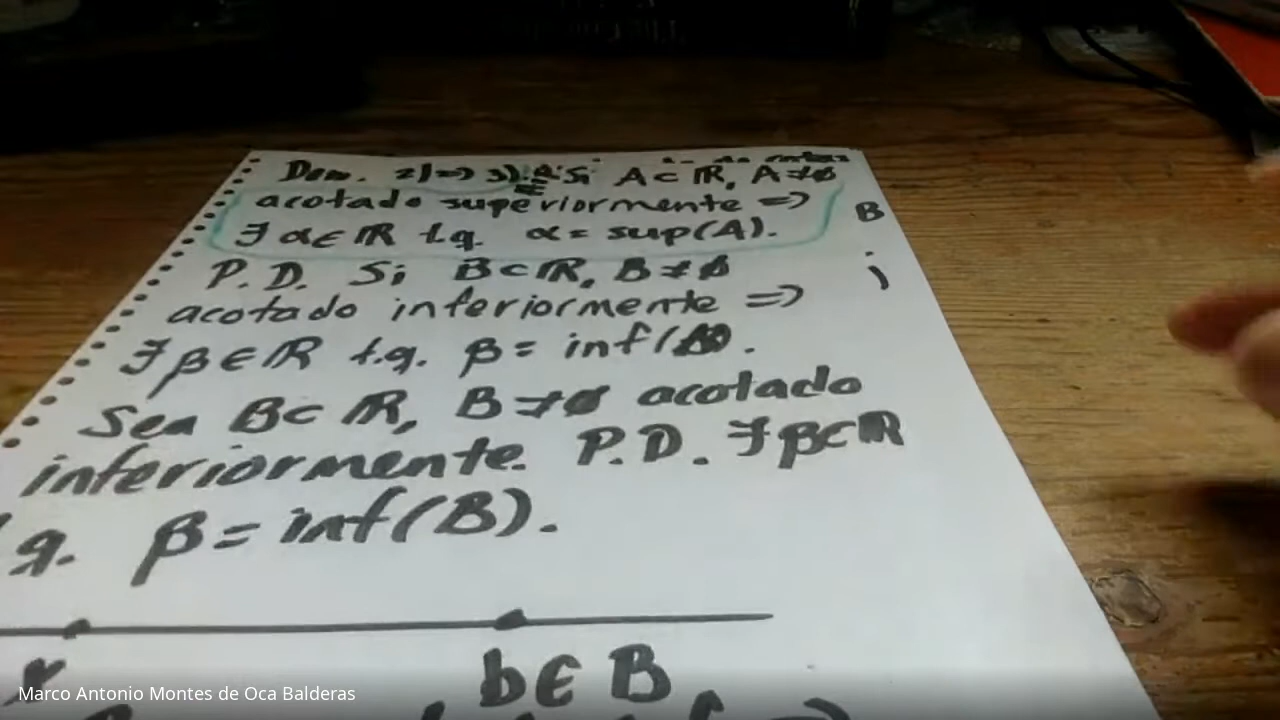 Dem. 2) => 3) Si A ⊂ ℝ, A ≠ ∅
acotado superiormente =>
∃ α ∈ ℝ t.q. α = sup(A).
B
P.D. Si B ⊂ ℝ, B ≠ ∅
acotado inferiormente =>
∃ β ∈ ℝ t.q. β = inf(B).
Sea B ⊂ ℝ, B ≠ ∅ acotado
inferiormente. P.D. ∃ β ⊂ ℝ
q. β = inf(B).
b ∈ B
Marco Antonio Montes de Oca Balderas